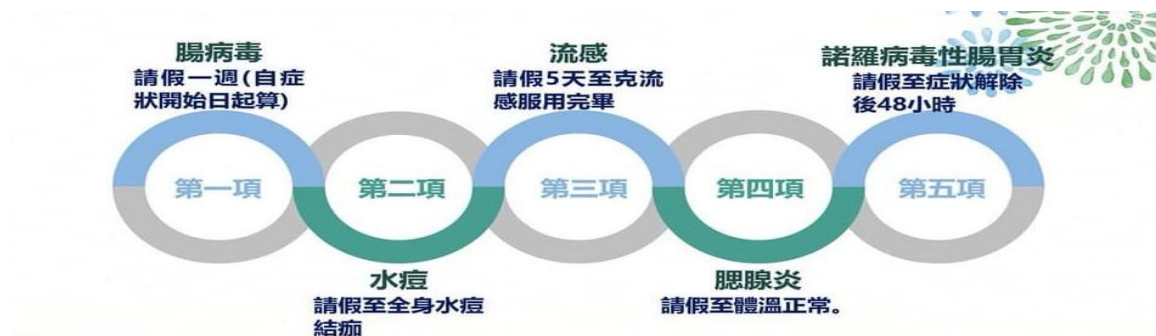 腸病毒
請假一週(自症
狀開始日起算)
第一項
第二項
水痘
請假至全身水痘
結痂
流感
請假5天至克流
感服用完畢
第三項
第四項
腮腺炎
請假至體溫正常。
諾羅病毒性腸胃炎
請假至症狀解除
後48小時
第五項